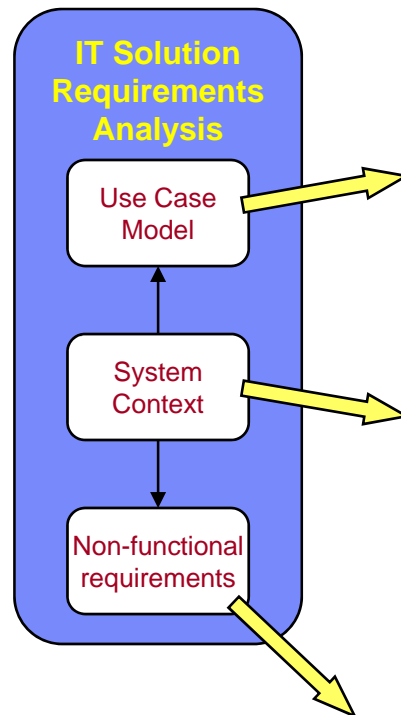 IT Solution
Requirements
Analysis
Use Case
Model
System
Context
Non-functional
requirements